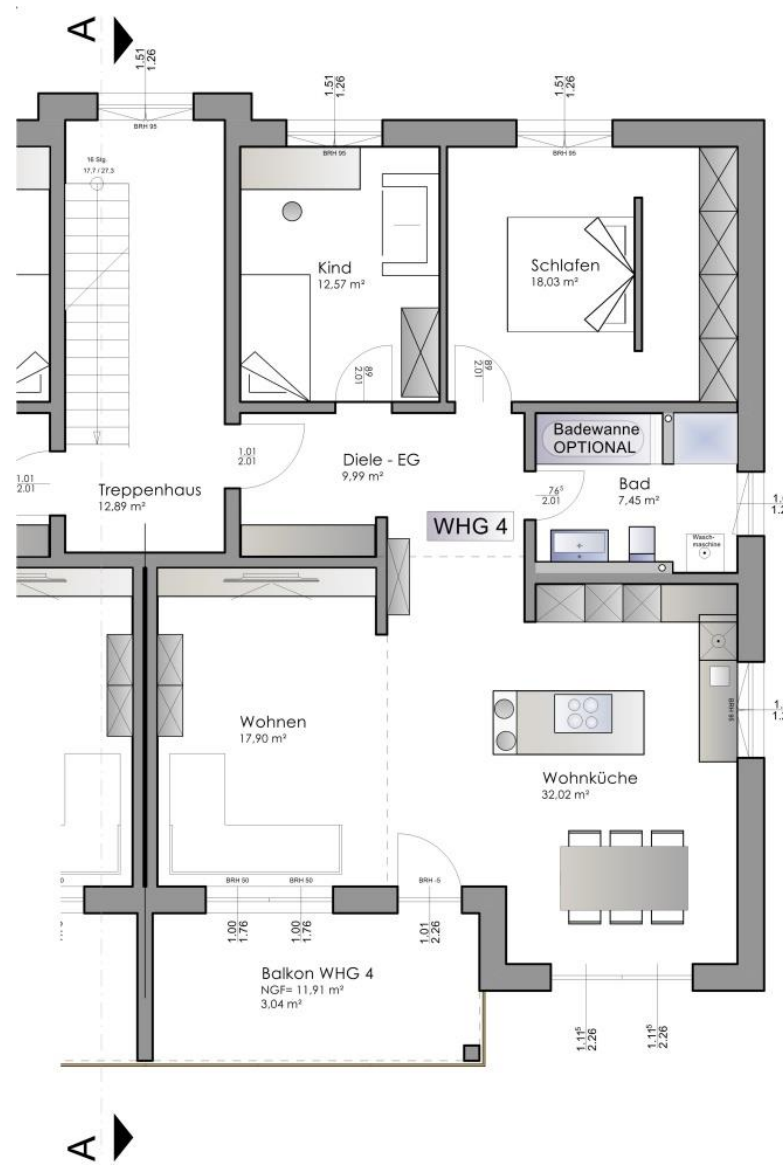 A
1.51
1.26
1.51
1.26
1.51
1.26
BRH 95
BRH 95
BRH 95
16 Stg.
17,7 / 27,5
Kind
12,57 m²
Schlafen
18,03 m²
89
2.01
89
2.01
Badewanne
OPTIONAL
1.01
2.01
Diele - EG
9,99 m²
Bad
7,45 m²
1.01
2.01
Treppenhaus
12,89 m²
76⁵
2.01
WHG 4
Wasch-
maschine
Wohnen
17,90 m²
BRH 95
Wohnküche
32,02 m²
BRH 50
BRH 50
BRH -5
1.00
1.76
1.00
1.76
1.01
2.26
Balkon WHG 4
NGF= 11,91 m²
3,04 m²
1.11⁵
2.26
1.11⁵
2.26
A